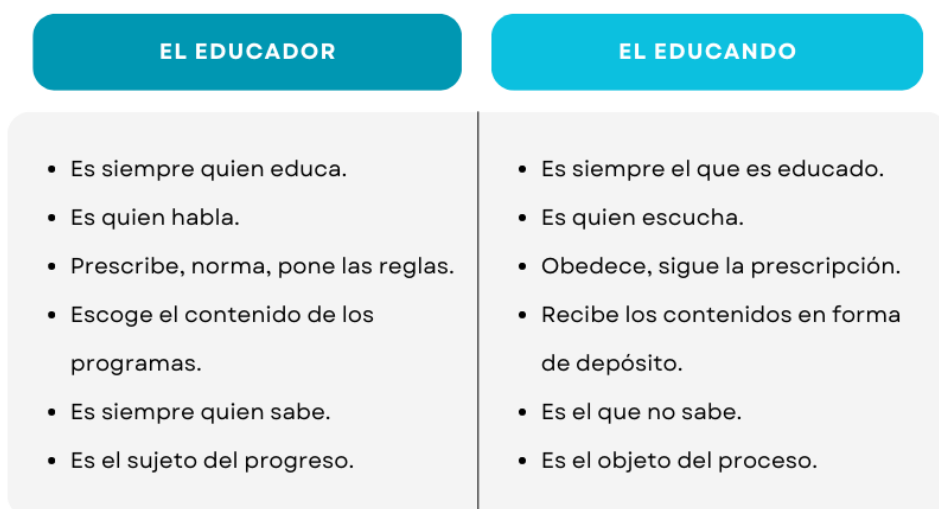 EL EDUCADOR
Es siempre quien educa.
Es quien habla.
Prescribe, norma, pone las reglas.
Escoge el contenido de los
programas.
Es siempre quien sabe.
Es el sujeto del progreso.
EL EDUCANDO
Es siempre el que es educado.
Es quien escucha.
Obedece, sigue la prescripción.
Recibe los contenidos en forma
de depósito.
Es el que no sabe.
Es el objeto del proceso.